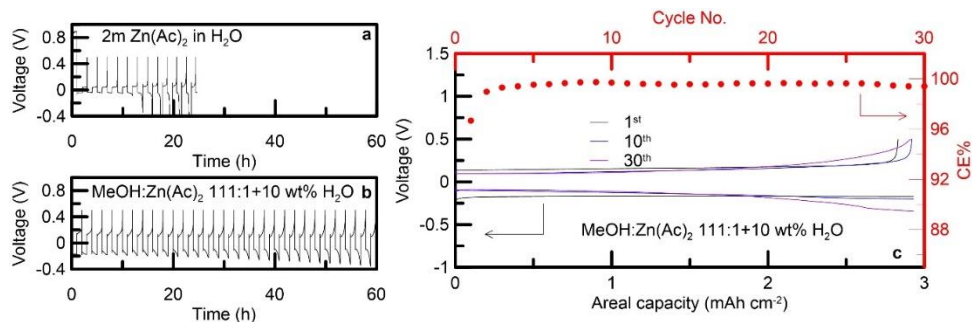 0.8
0.4
0
-0.4
Voltage (V)
2m Zn(Ac)₂ in H₂O
a
0 20 40 60
Time (h)
0.8
0.4
0
-0.4
Voltage (V)
MeOH:Zn(Ac)₂ 111:1+10 wt% H₂O
b
0 20 40 60
Time (h)
Cycle No.
0 10 20 30
1.5
1
0.5
0
-0.5
-1
Voltage (V)
1ˢᵗ
10ᵗʰ
30ᵗʰ
MeOH:Zn(Ac)₂ 111:1+10 wt% H₂O
c
100
96
92
88
CE%
0 1 2 3
Areal capacity (mAh cm⁻²)